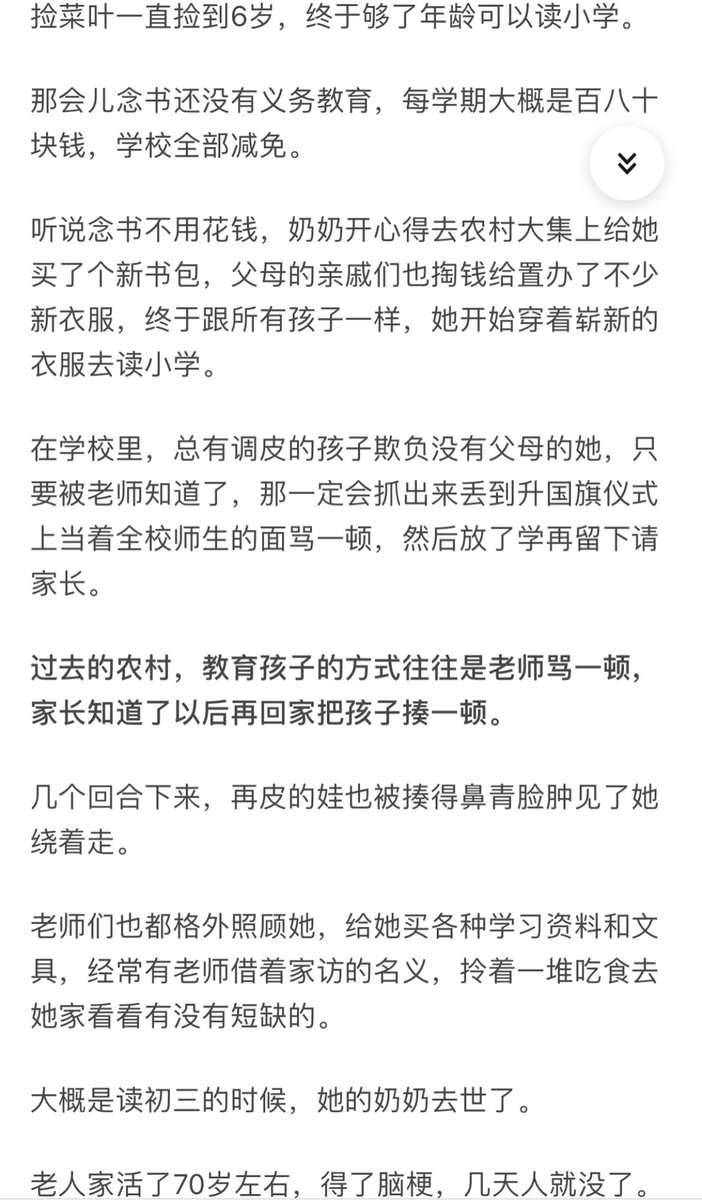 捡菜叶一直捡到6岁，终于够了年龄可以读小学。
那会儿念书还没有义务教育，每学期大概是百八十
块钱，学校全部减免。
听说念书不用花钱，奶奶开心得去农村大集上给她
买了个新书包，父母的亲戚们也掏钱给置办了不少
新衣服，终于跟所有孩子一样，她开始穿着崭新的
衣服去读小学。
在学校里，总有调皮的孩子欺负没有父母的她，只
要被老师知道了，那一定会抓出来丢到升国旗仪式
上当着全校师生的面骂一顿，然后放了学再留下请
家长。
过去的农村，教育孩子的方式往往是老师骂一顿，
家长知道了以后再回家把孩子揍一顿。
几个回合下来，再皮的娃也被揍得鼻青脸肿见了她
绕着走。
老师们也都格外照顾她，给她买各种学习资料和文
具，经常有老师借着家访的名义，拎着一堆吃食去
她家看看有没有短缺的。
大概是读初三的时候，她的奶奶去世了。
老人家活了70岁左右，得了脑梗，几天人就没了。